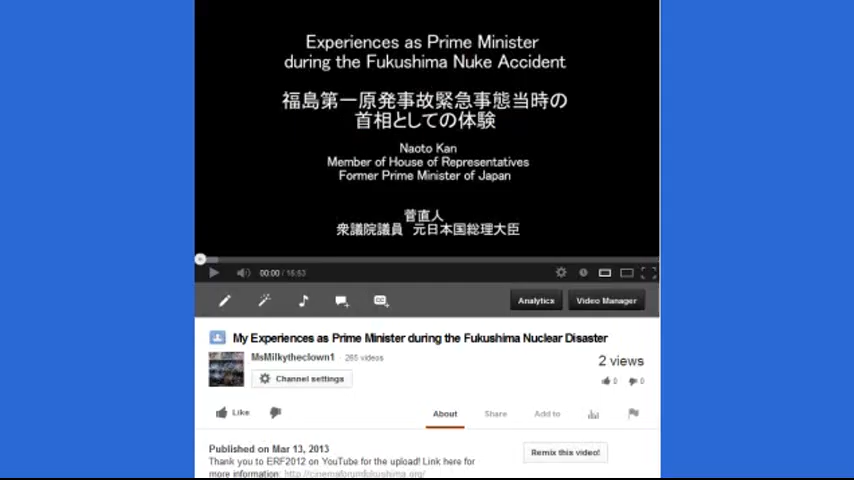 Experiences as Prime Minister
during the Fukushima Nuke Accident
福島第一原発事故緊急事態当時の
首相としての体験
Naoto Kan
Member of House of Representatives
Former Prime Minister of Japan
菅直人
衆議院議員 元日本国総理大臣
00:00 / 16:53
Analytics Video Manager
My Experiences as Prime Minister during the Fukushima Nuclear Disaster
MsMilkytheclown1 · 265 videos
2 views
Channel settings
0 0
Like About Share Add to
Published on Mar 13, 2013
Remix this video!
Thank you to ERF2012 on YouTube for the upload! Link here for
more information: http://cinemaforumfukushima.org/